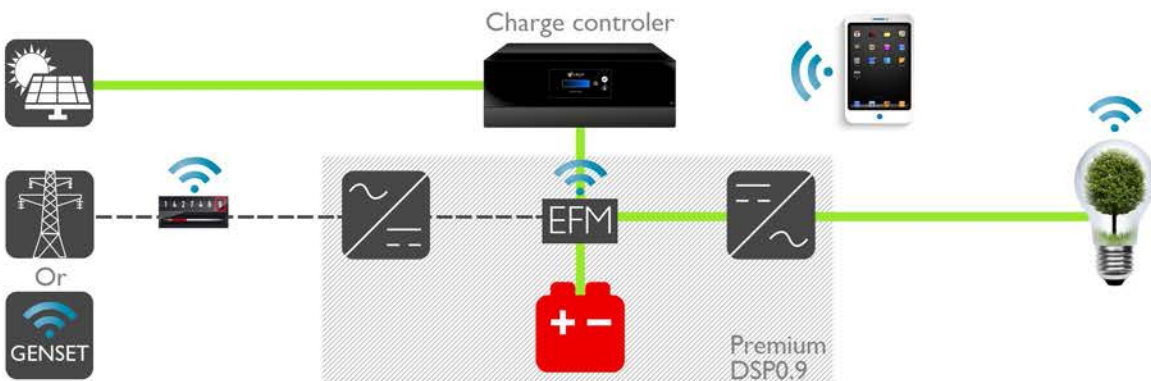 Charge controler
EFM
Or
GENSET
Premium
DSP0.9